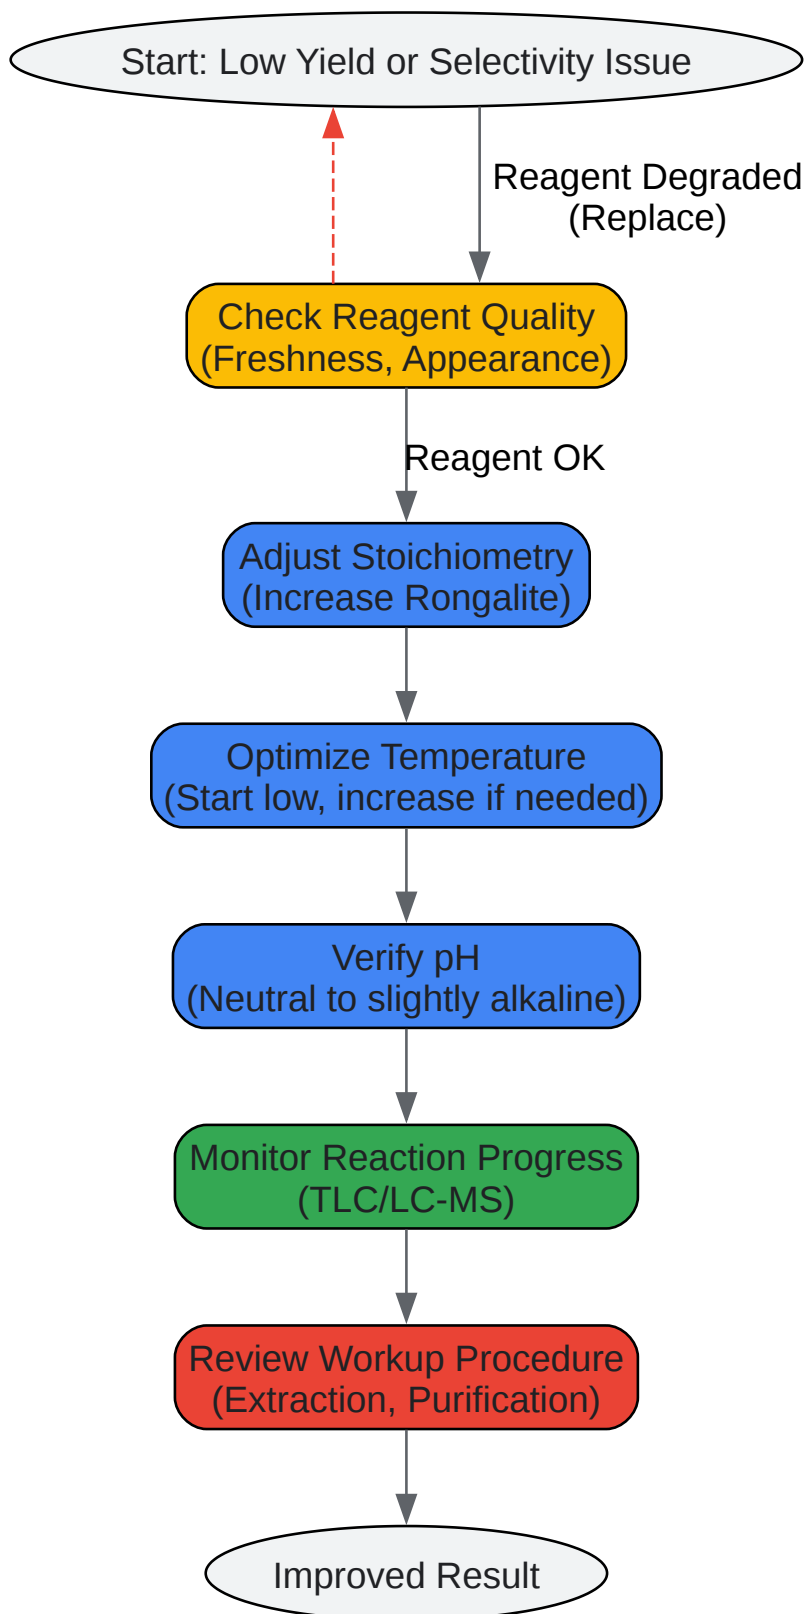 Start: Low Yield or Selectivity Issue
Reagent Degraded
(Replace)
Check Reagent Quality
(Freshness, Appearance)
Reagent OK
Adjust Stoichiometry
(Increase Rongalite)
Optimize Temperature
(Start low, increase if needed)
Verify pH
(Neutral to slightly alkaline)
Monitor Reaction Progress
(TLC/LC-MS)
Review Workup Procedure
(Extraction, Purification)
Improved Result